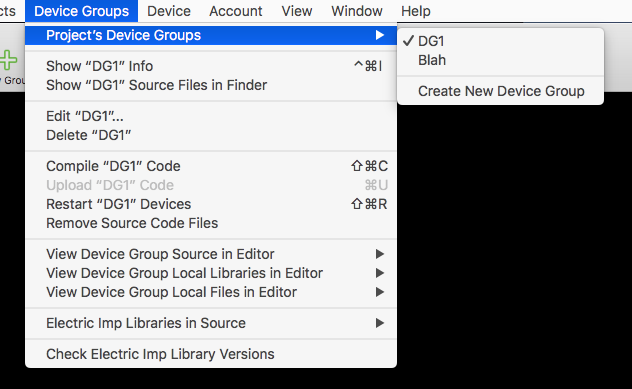 cts Device Groups Device Account View Window Help
Project’s Device Groups ▶
✓ DG1
Blah
Create New Device Group
Show “DG1” Info ^⌘I
Show “DG1” Source Files in Finder
Edit “DG1”...
Delete “DG1”
Compile “DG1” Code ⇧⌘C
Upload “DG1” Code ⌘U
Restart “DG1” Devices ⇧⌘R
Remove Source Code Files
View Device Group Source in Editor ▶
View Device Group Local Libraries in Editor ▶
View Device Group Local Files in Editor ▶
Electric Imp Libraries in Source ▶
Check Electric Imp Library Versions